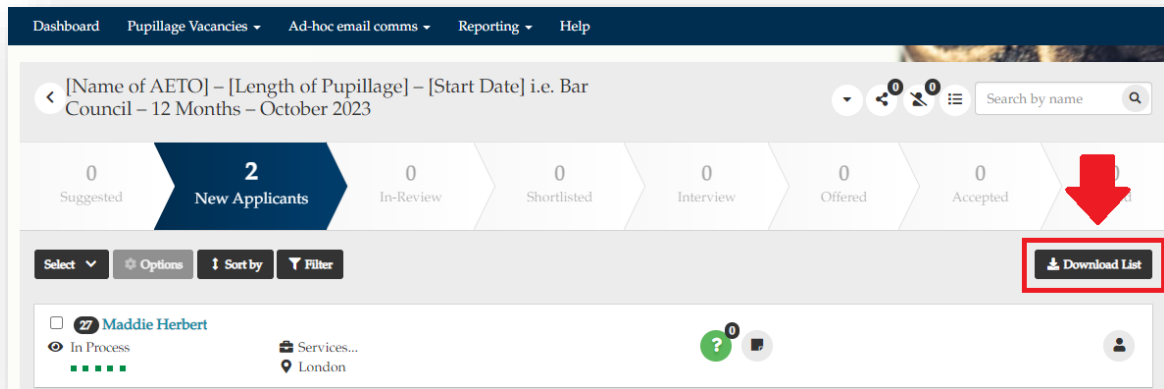 Dashboard Pupillage Vacancies Ad-hoc email comms Reporting Help
[Name of AETO] – [Length of Pupillage] – [Start Date] i.e. Bar
Council – 12 Months – October 2023
0 0 Search by name
0 2 0 0 0 0 0
Suggested New Applicants In-Review Shortlisted Interview Offered Accepted
Select Options Sort by Filter Download List
27 Maddie Herbert 0
In Process Services...
London